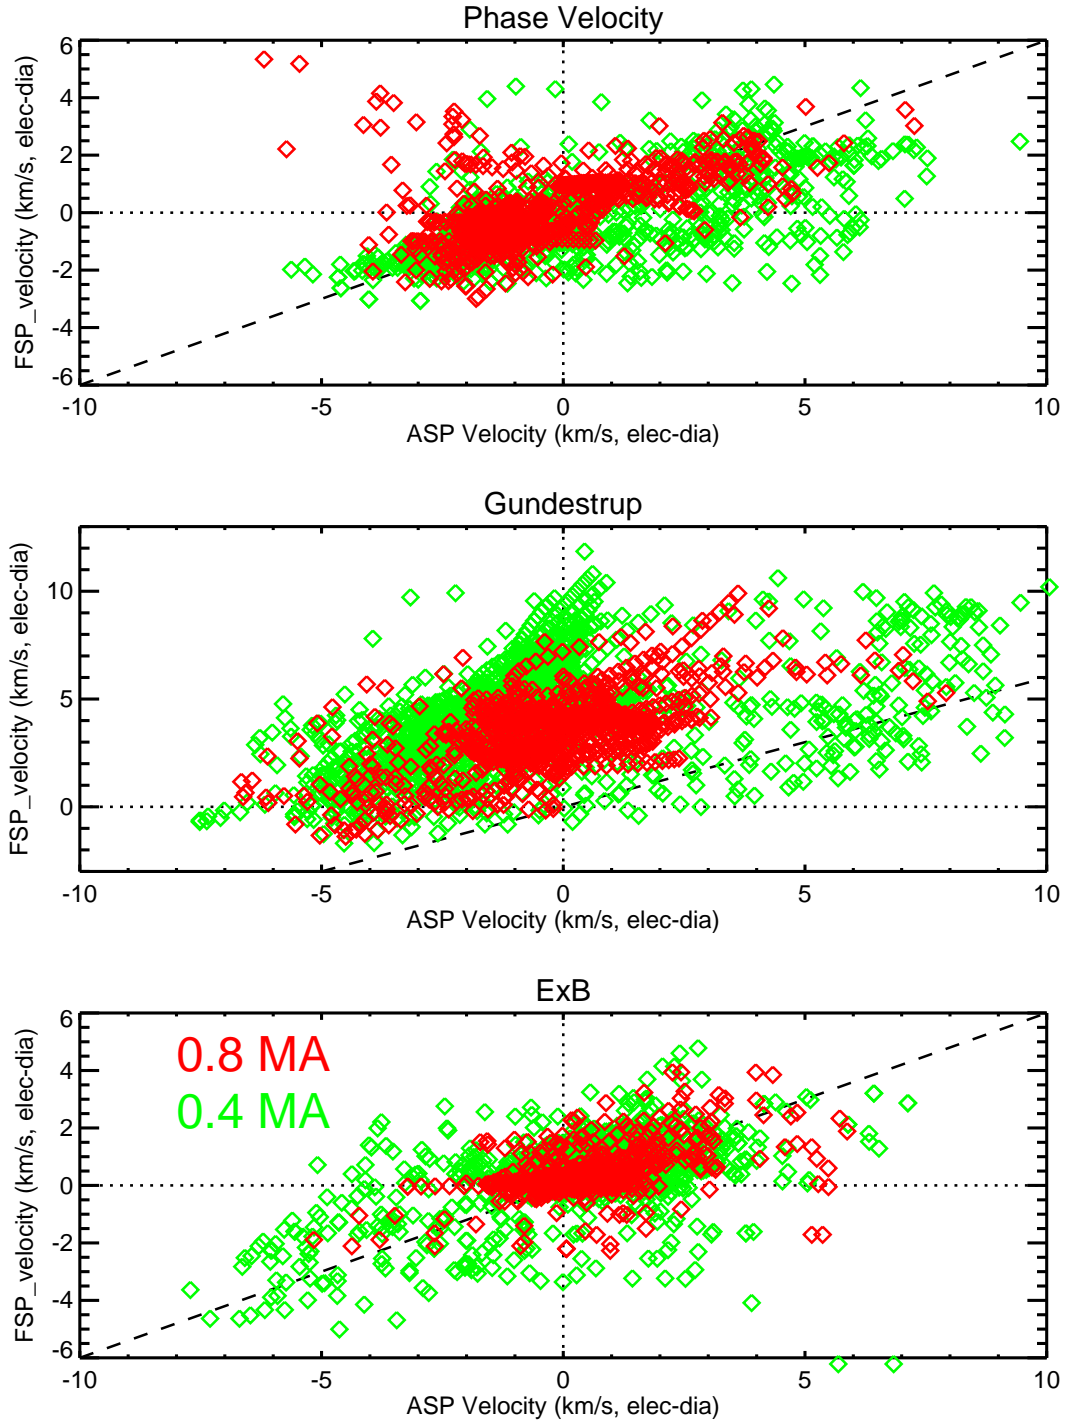 Phase Velocity
6
4
2
0
-2
-4
-6
FSP_velocity (km/s, elec-dia)
-10 -5 0 5 10
ASP Velocity (km/s, elec-dia)
Gundestrup
10
5
0
FSP_velocity (km/s, elec-dia)
-10 -5 0 5 10
ASP Velocity (km/s, elec-dia)
ExB
0.8 MA
0.4 MA
6
4
2
0
-2
-4
-6
FSP_velocity (km/s, elec-dia)
-10 -5 0 5 10
ASP Velocity (km/s, elec-dia)